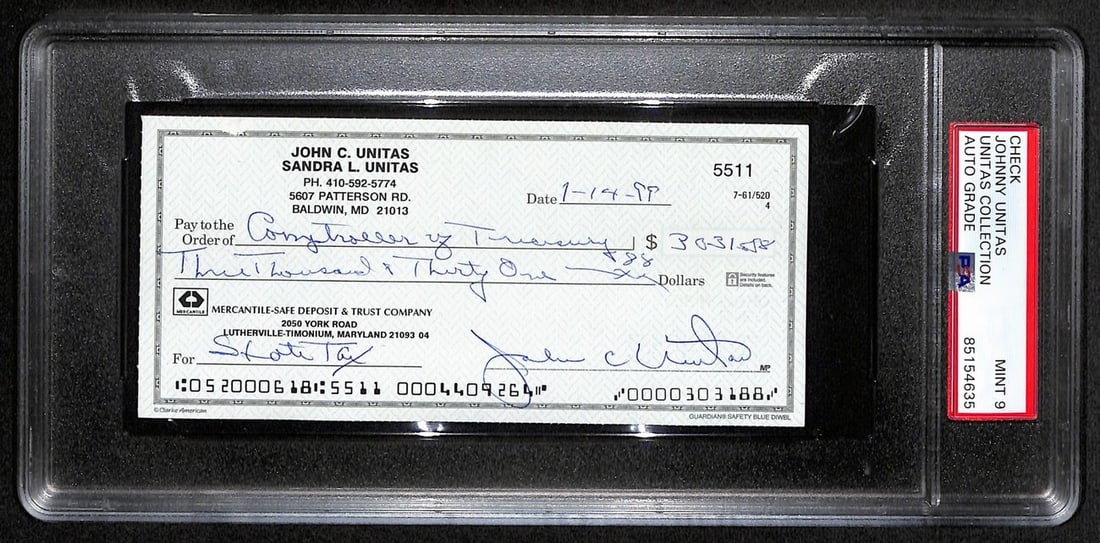 JOHN C. UNITAS
SANDRA L. UNITAS
PH. 410-592-5774
5607 PATTERSON RD.
BALDWIN, MD 21013
5511
Date 1-14-99
7-61/520
4
Pay to the
Order of Comptroller of Treasury $ 3031.88
Three Thousand & Thirty One 88/xx Dollars
Security features
are included.
Details on back.
MERCANTILE
MERCANTILE-SAFE DEPOSIT & TRUST COMPANY
2050 YORK ROAD
LUTHERVILLE-TIMONIUM, MARYLAND 21093 04
For State Tax John C Unitas
MP
⑆052000618⑆5511 0004409264⑈ ⑈0000303188⑈
© Clarke American
GUARDIAN® SAFETY BLUE DIWBL
CHECK
JOHNNY UNITAS
UNITAS COLLECTION
AUTO GRADE
MINT 9
PSA
85154635